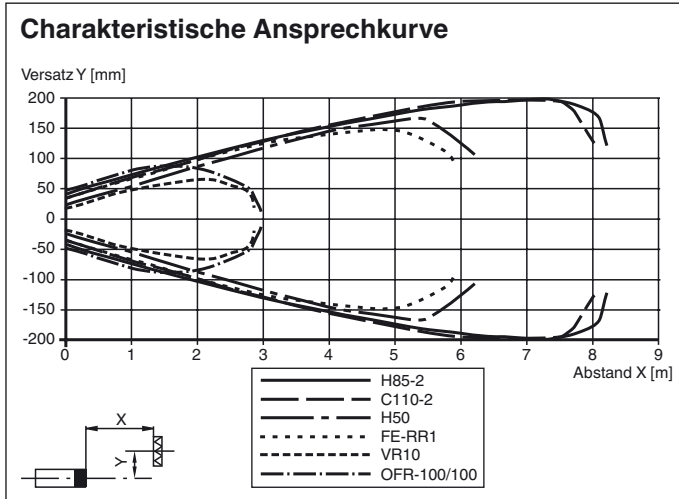 Charakteristische Ansprechkurve
Versatz Y [mm]
200
150
100
50
0
-50
-100
-150
-200
0 1 2 3 4 5 6 7 8 9
Abstand X [m]
H85-2
C110-2
H50
FE-RR1
VR10
OFR-100/100
X
Y